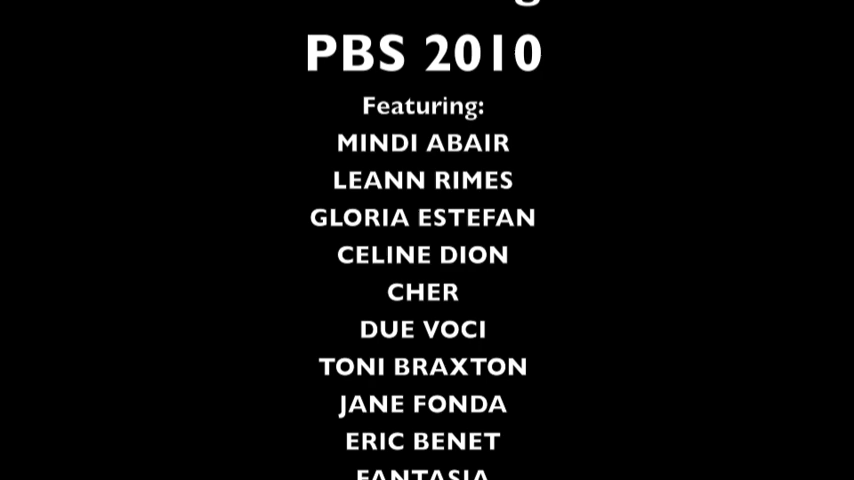 PBS 2010
Featuring:
MINDI ABAIR
LEANN RIMES
GLORIA ESTEFAN
CELINE DION
CHER
DUE VOCI
TONI BRAXTON
JANE FONDA
ERIC BENET
FANTASIA